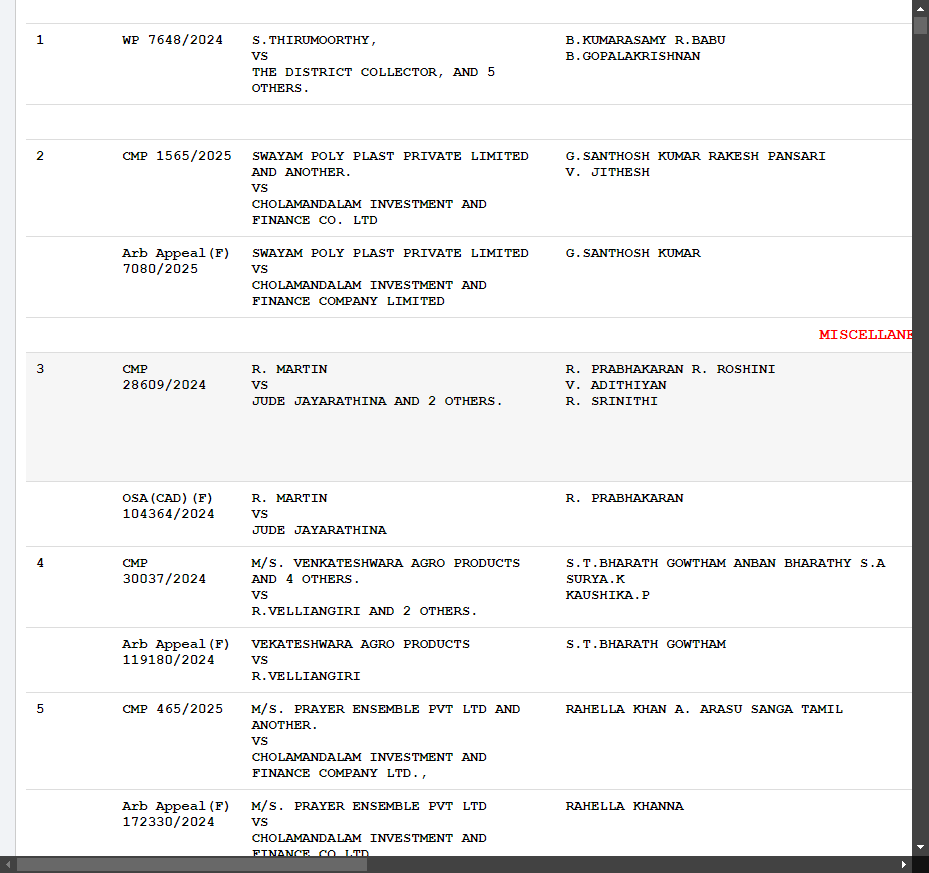 1 WP 7648/2024 S.THIRUMOORTHY, B.KUMARASAMY R.BABU
VS B.GOPALAKRISHNAN
THE DISTRICT COLLECTOR, AND 5
OTHERS.
2 CMP 1565/2025 SWAYAM POLY PLAST PRIVATE LIMITED G.SANTHOSH KUMAR RAKESH PANSARI
AND ANOTHER. V. JITHESH
VS
CHOLAMANDALAM INVESTMENT AND
FINANCE CO. LTD
Arb Appeal(F) SWAYAM POLY PLAST PRIVATE LIMITED G.SANTHOSH KUMAR
7080/2025 VS
CHOLAMANDALAM INVESTMENT AND
FINANCE COMPANY LIMITED
MISCELLANE
3 CMP R. MARTIN R. PRABHAKARAN R. ROSHINI
28609/2024 VS V. ADITHIYAN
JUDE JAYARATHINA AND 2 OTHERS. R. SRINITHI
OSA(CAD)(F) R. MARTIN R. PRABHAKARAN
104364/2024 VS
JUDE JAYARATHINA
4 CMP M/S. VENKATESHWARA AGRO PRODUCTS S.T.BHARATH GOWTHAM ANBAN BHARATHY S.A
30037/2024 AND 4 OTHERS. SURYA.K
VS KAUSHIKA.P
R.VELLIANGIRI AND 2 OTHERS.
Arb Appeal(F) VEKATESHWARA AGRO PRODUCTS S.T.BHARATH GOWTHAM
119180/2024 VS
R.VELLIANGIRI
5 CMP 465/2025 M/S. PRAYER ENSEMBLE PVT LTD AND RAHELLA KHAN A. ARASU SANGA TAMIL
ANOTHER.
VS
CHOLAMANDALAM INVESTMENT AND
FINANCE COMPANY LTD.,
Arb Appeal(F) M/S. PRAYER ENSEMBLE PVT LTD RAHELLA KHANNA
172330/2024 VS
CHOLAMANDALAM INVESTMENT AND
FINANCE CO LTD